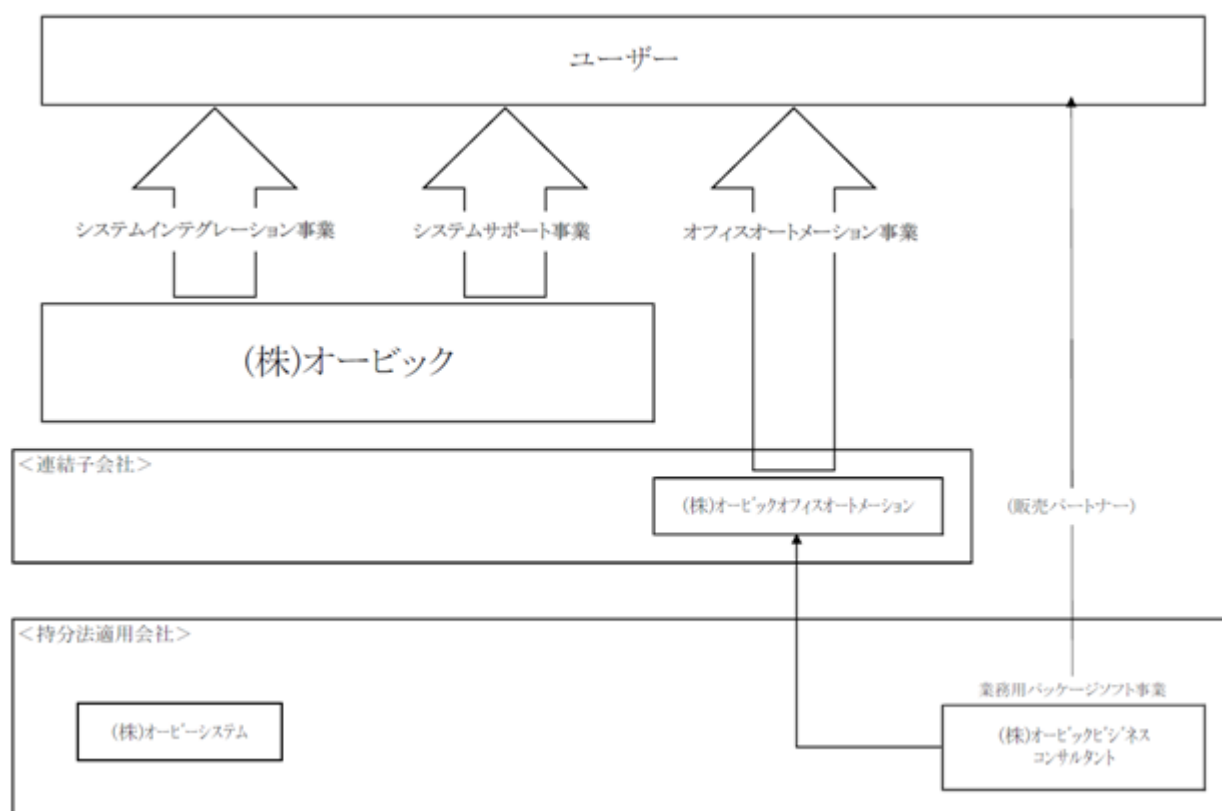 ユーザー
システムインテグレーション事業
システムサポート事業
オフィスオートメーション事業
(株)オービック
＜連結子会社＞
(株)オービックオフィスオートメーション
(販売パートナー)
＜持分法適用会社＞
業務用パッケージソフト事業
(株)オービーシステム
(株)オービックビジネス
コンサルタント